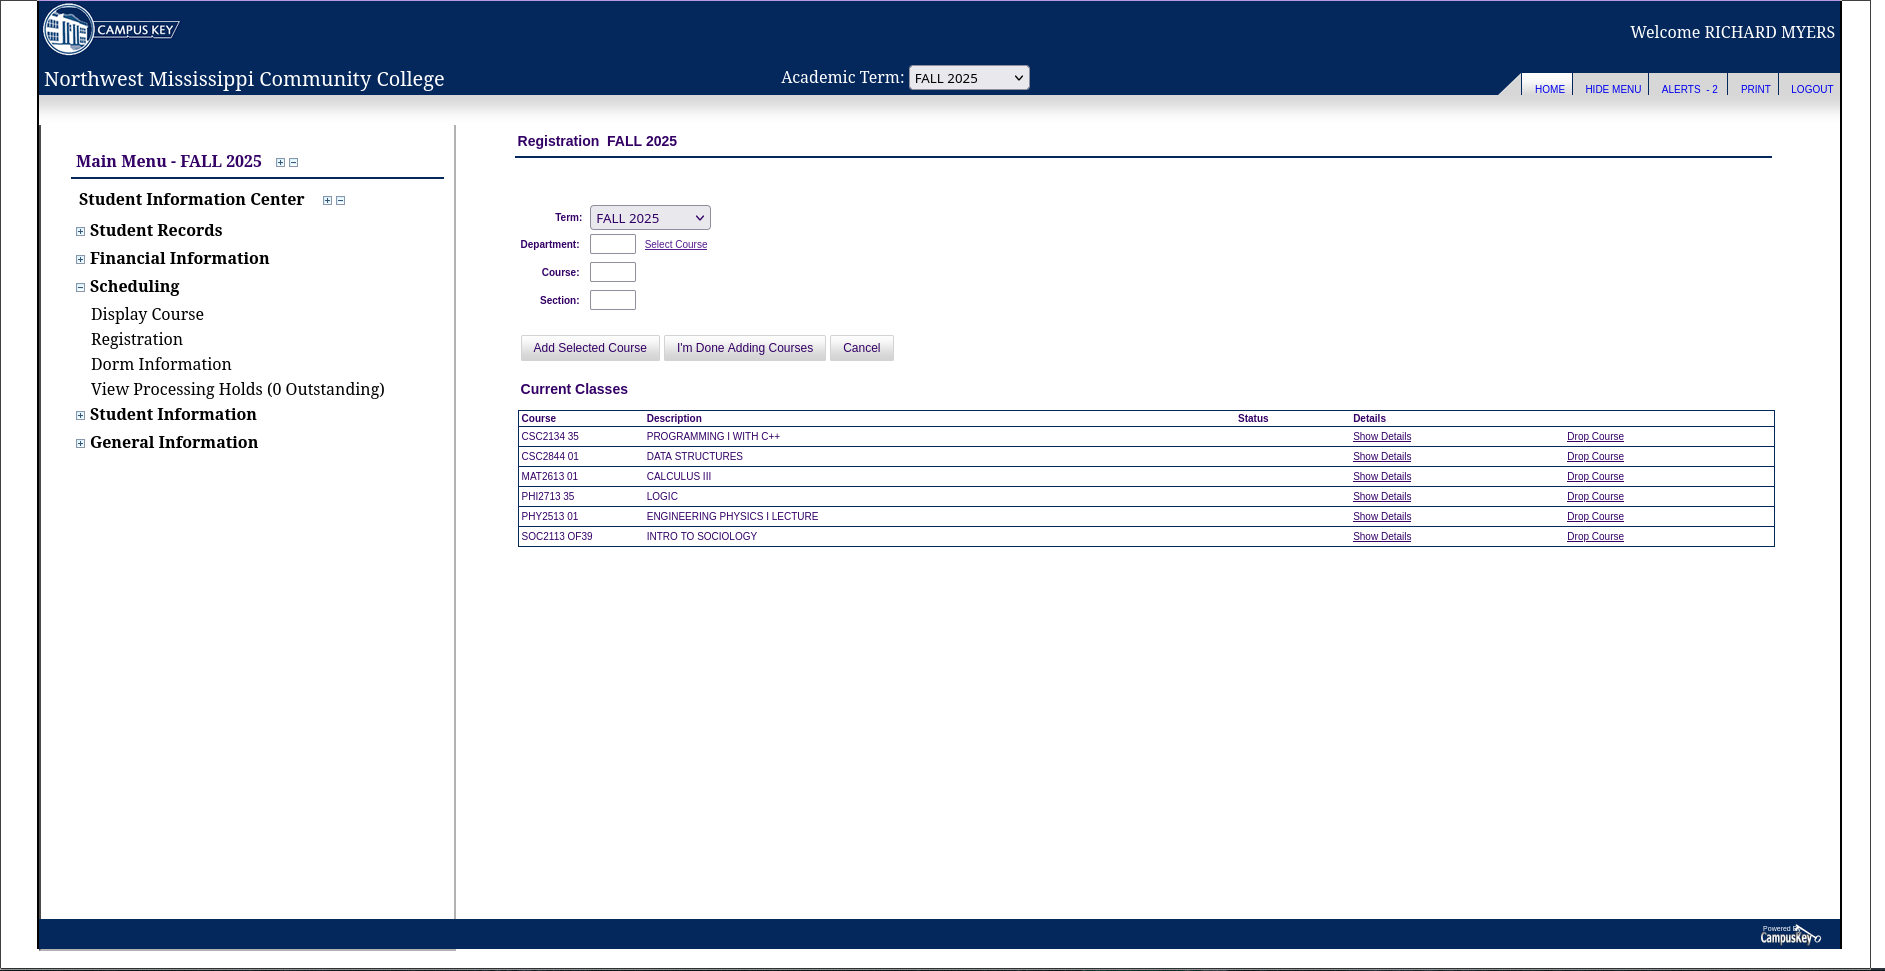 CAMPUS KEY
Welcome RICHARD MYERS
Northwest Mississippi Community College
Academic Term: FALL 2025
HOME HIDE MENU ALERTS - 2 PRINT LOGOUT
Main Menu - FALL 2025
Student Information Center
Student Records
Financial Information
Scheduling
Display Course
Registration
Dorm Information
View Processing Holds (0 Outstanding)
Student Information
General Information
Registration FALL 2025
Term: FALL 2025
Department: Select Course
Course:
Section:
Add Selected Course I'm Done Adding Courses Cancel
Current Classes
Course Description Status Details
CSC2134 35 PROGRAMMING I WITH C++ Show Details Drop Course
CSC2844 01 DATA STRUCTURES Show Details Drop Course
MAT2613 01 CALCULUS III Show Details Drop Course
PHI2713 35 LOGIC Show Details Drop Course
PHY2513 01 ENGINEERING PHYSICS I LECTURE Show Details Drop Course
SOC2113 OF39 INTRO TO SOCIOLOGY Show Details Drop Course
Powered
CampusKey